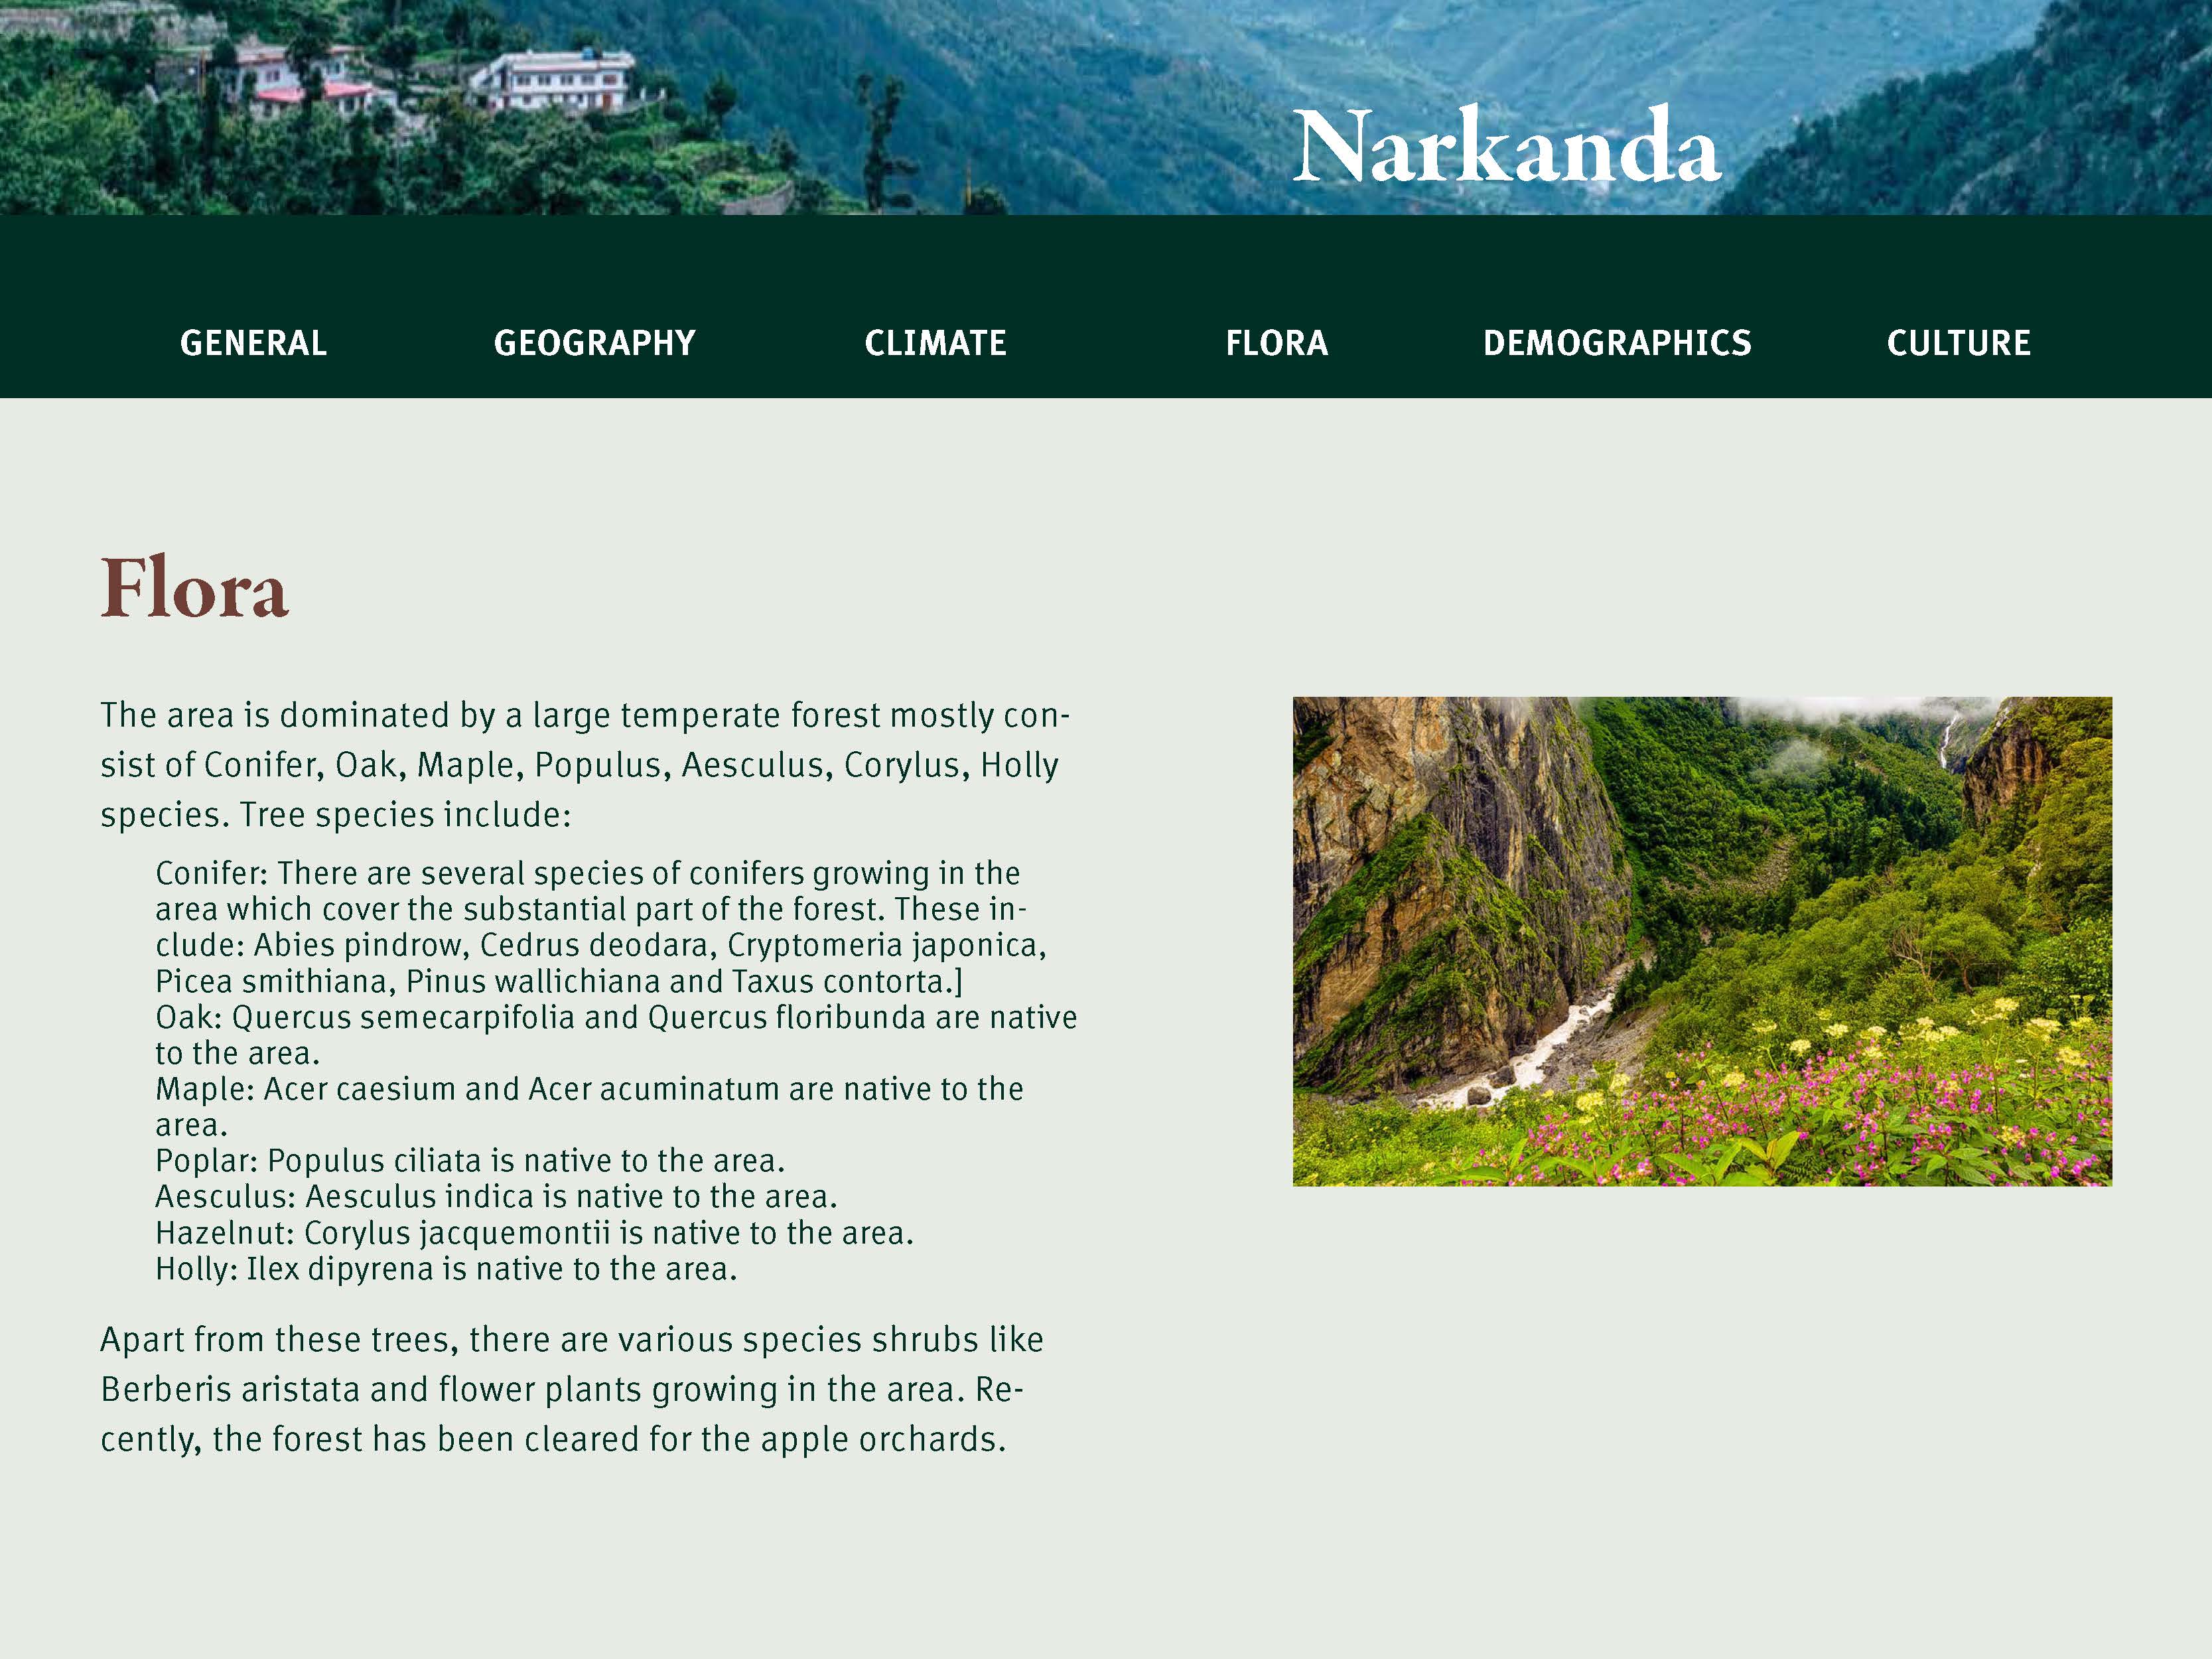 Narkanda
GENERAL GEOGRAPHY CLIMATE FLORA DEMOGRAPHICS CULTURE
Flora
The area is dominated by a large temperate forest mostly con-
sist of Conifer, Oak, Maple, Populus, Aesculus, Corylus, Holly
species. Tree species include:
Conifer: There are several species of conifers growing in the
area which cover the substantial part of the forest. These in-
clude: Abies pindrow, Cedrus deodara, Cryptomeria japonica,
Picea smithiana, Pinus wallichiana and Taxus contorta.]
Oak: Quercus semecarpifolia and Quercus floribunda are native
to the area.
Maple: Acer caesium and Acer acuminatum are native to the
area.
Poplar: Populus ciliata is native to the area.
Aesculus: Aesculus indica is native to the area.
Hazelnut: Corylus jacquemontii is native to the area.
Holly: Ilex dipyrena is native to the area.
Apart from these trees, there are various species shrubs like
Berberis aristata and flower plants growing in the area. Re-
cently, the forest has been cleared for the apple orchards.